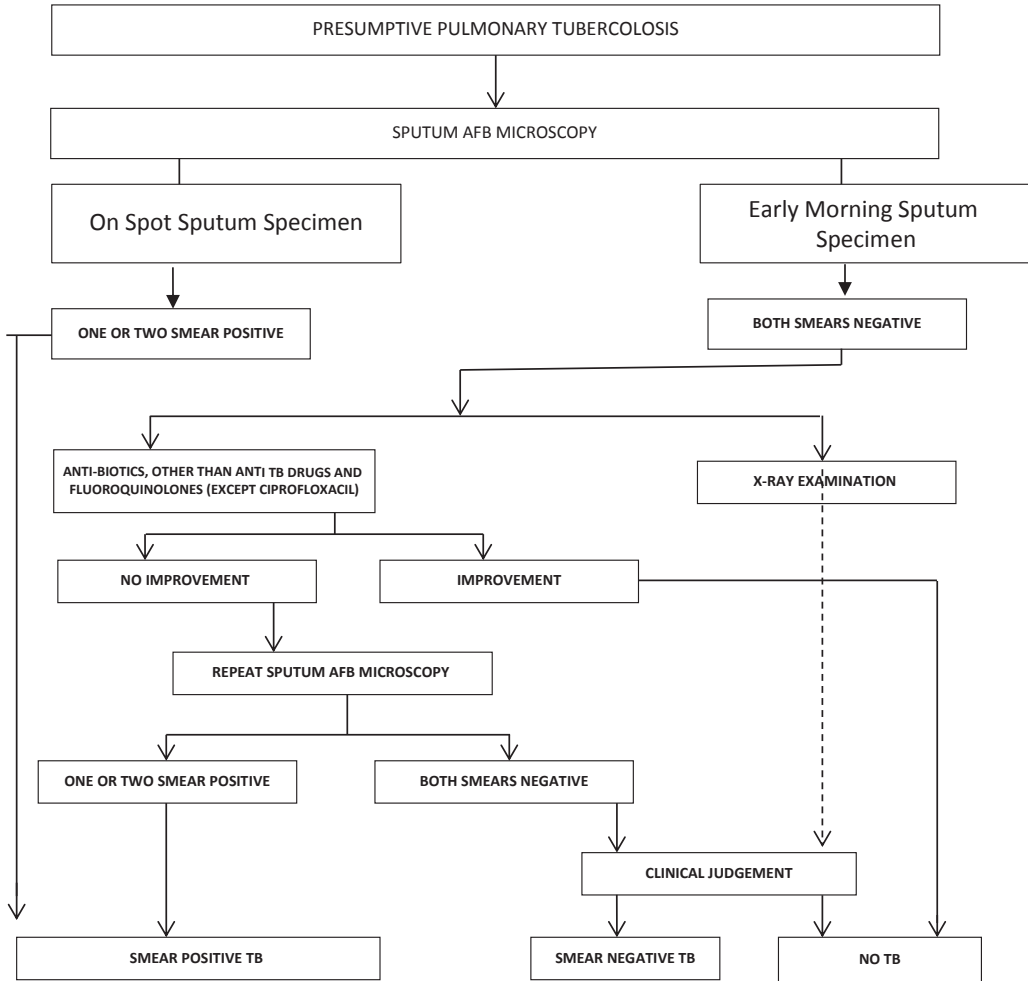 PRESUMPTIVE PULMONARY TUBERCOLOSIS
SPUTUM AFB MICROSCOPY
On Spot Sputum Specimen
Early Morning Sputum
Specimen
ONE OR TWO SMEAR POSITIVE
BOTH SMEARS NEGATIVE
ANTI-BIOTICS, OTHER THAN ANTI TB DRUGS AND
FLUOROQUINOLONES (EXCEPT CIPROFLOXACIL)
X-RAY EXAMINATION
NO IMPROVEMENT
IMPROVEMENT
REPEAT SPUTUM AFB MICROSCOPY
ONE OR TWO SMEAR POSITIVE
BOTH SMEARS NEGATIVE
CLINICAL JUDGEMENT
SMEAR POSITIVE TB
SMEAR NEGATIVE TB
NO TB